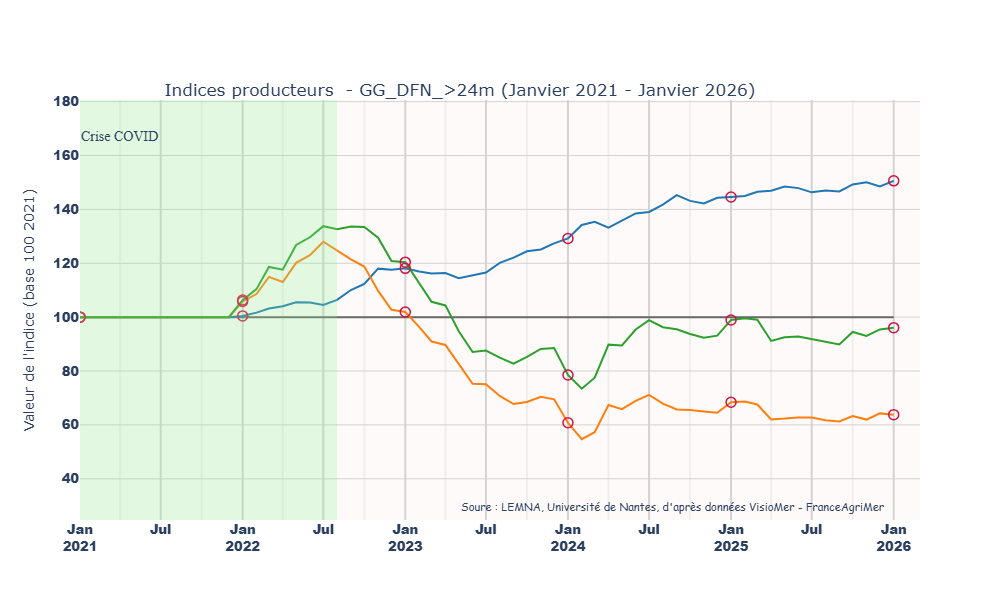 Indices producteurs - GG_DFN_>24m (Janvier 2021 - Janvier 2026)
180
Crise COVID
160
140
120
100
80
60
40
Valeur de l'indice (base 100 2021)
Soure : LEMNA, Université de Nantes, d'après données VisioMer - FranceAgriMer
Jan Jul Jan Jul Jan Jul Jan Jul Jan Jul Jan
2021 2022 2023 2024 2025 2026